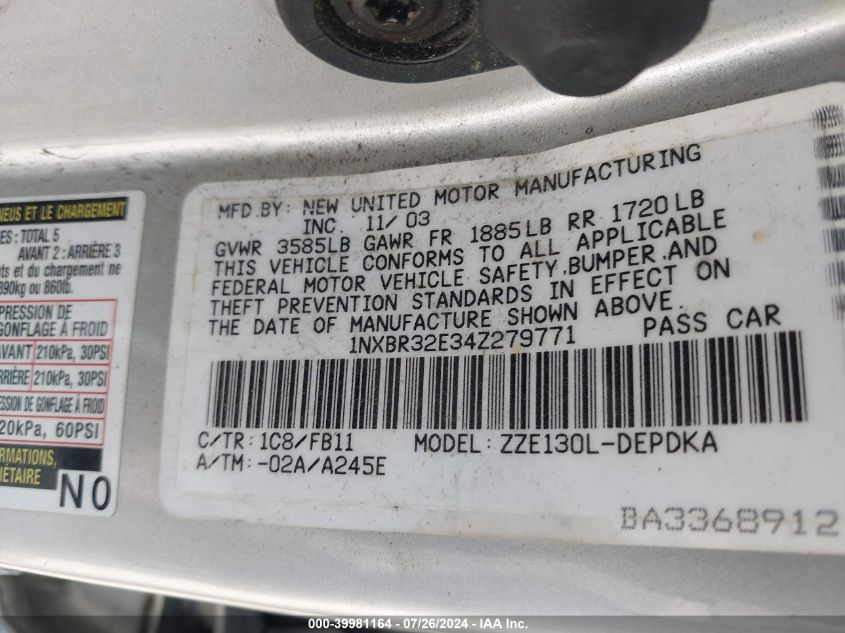 NEUS ET LE CHARGEMENT
ES : TOTAL 5
AVANT 2 : ARRIÈRE 3
ts et du chargement ne
390kg ou 860lb.
PRESSION DE
GONFLAGE À FROID
AVANT 210kPa, 30PSI
RRIÈRE 210kPa, 30PSI
ESSION DE GONFLAGE À FROID
20kPa, 60PSI
ORMATIONS,
IÉTAIRE
NO
MFD.BY: NEW UNITED MOTOR MANUFACTURING
INC. 11/03
GVWR 3585LB GAWR FR 1885LB RR 1720LB
THIS VEHICLE CONFORMS TO ALL APPLICABLE
FEDERAL MOTOR VEHICLE SAFETY,BUMPER,AND
THEFT PREVENTION STANDARDS IN EFFECT ON
THE DATE OF MANUFACTURE SHOWN ABOVE.
1NXBR32E34Z279771 PASS CAR
C/TR: 1C8/FB11 MODEL: ZZE130L-DEPDKA
A/TM: -02A/A245E
BA3368912
000-39981164 - 07/26/2024 - IAA Inc.